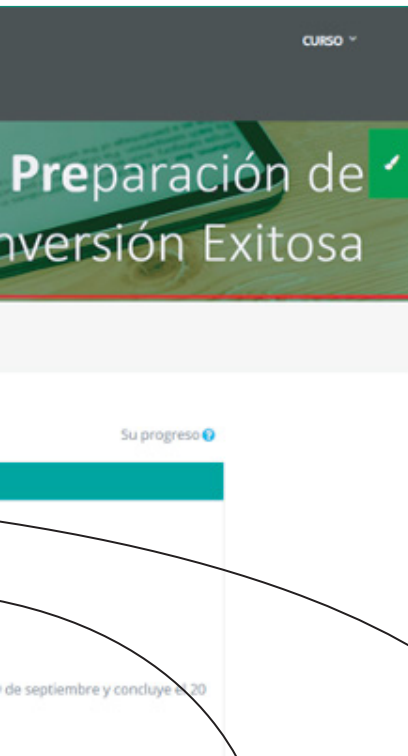 CURSO
Preparación de
nversión Exitosa
Su progreso
de septiembre y concluye el 20